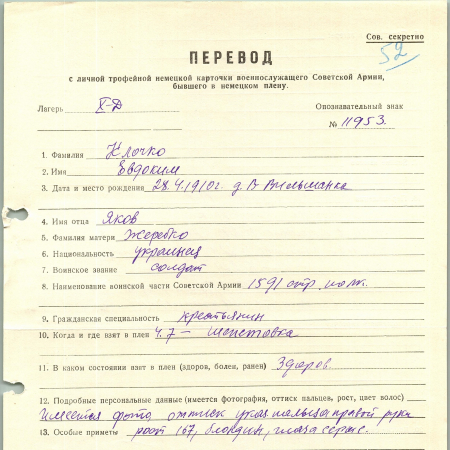 Сов. секретно
52
ПЕРЕВОД
с личной трофейной немецкой карточки военнослужащего Советской Армии,
бывшего в немецком плену.
Лагерь X-Д
Опознавательный знак
№ 11953.
1. Фамилия Клочко
2. Имя Евдоким
3. Дата и место рождения 28.4.1910г. д. В-Вильшанка
4. Имя отца Яков
5. Фамилия матери Жеребко
6. Национальность украинец
7. Воинское звание солдат
8. Наименование воинской части Советской Армии 1591 стр. полк.
9. Гражданская специальность крестьянин
10. Когда и где взят в плен 4.7 - Шепетовка
11. В каком состоянии взят в плен (здоров, болен, ранен) Здоров.
12. Подробные персональные данные (имеется фотография, оттиск пальцев, рост, цвет волос)
Имеется фото, оттиск указ. пальца правой руки
13. Особые приметы рост 167, блондин, глаза серые.